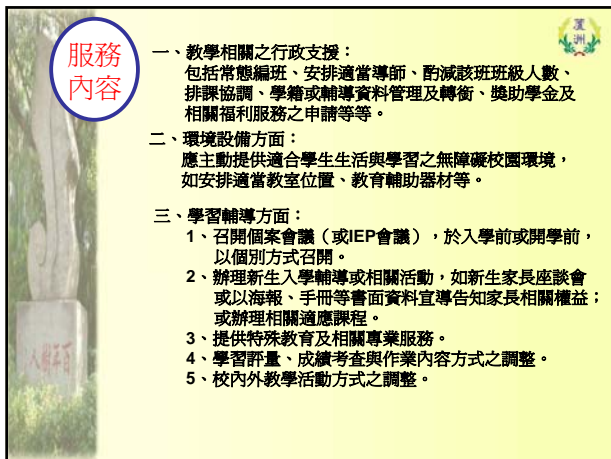 服務
內容
蘆
洲
一、教學相關之行政支援：
包括常態編班、安排適當導師、酌減該班班級人數、
排課協調、學籍或輔導資料管理及轉銜、獎助學金及
相關福利服務之申請等等。
二、環境設備方面：
應主動提供適合學生生活與學習之無障礙校園環境，
如安排適當教室位置、教育輔助器材等。
三、學習輔導方面：
1、召開個案會議（或IEP會議），於入學前或開學前，
以個別方式召開。
2、辦理新生入學輔導或相關活動，如新生家長座談會
或以海報、手冊等書面資料宣導告知家長相關權益；
或辦理相關適應課程。
3、提供特殊教育及相關專業服務。
4、學習評量、成績考查與作業內容方式之調整。
5、校內外教學活動方式之調整。
人樹年百